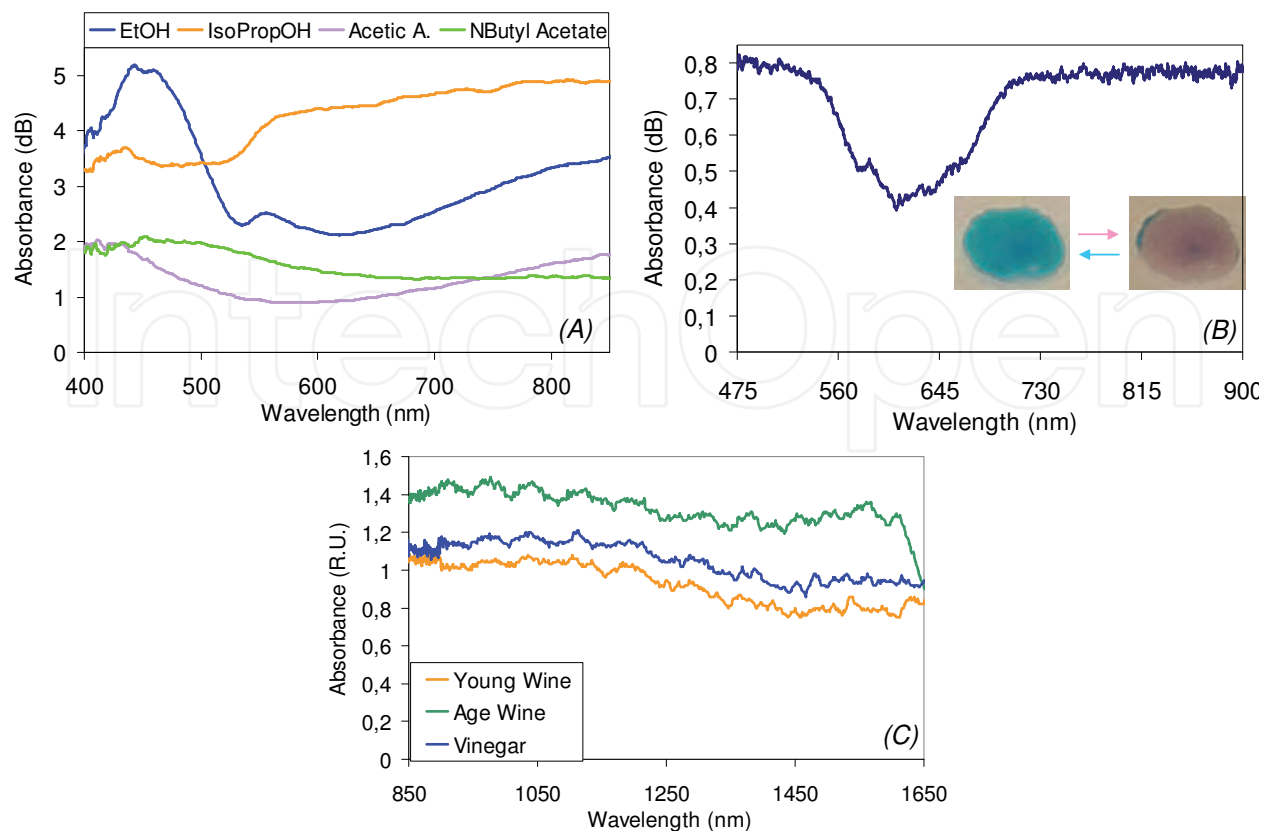 EtOH IsoPropOH Acetic A. NButyl Acetate
Absorbance (dB)
5
4
3
2
1
0
400 500 600 700 800
Wavelength (nm)
(A)
Absorbance (dB)
0,8
0,7
0,6
0,5
0,4
0,3
0,2
0,1
0
475 560 645 730 815 900
Wavelength (nm)
(B)
IntechOpen
Absorbance (R.U.)
1,6
1,4
1,2
1
0,8
0,6
0,4
0,2
0
Young Wine
Age Wine
Vinegar
850 1050 1250 1450 1650
Wavelength (nm)
(C)